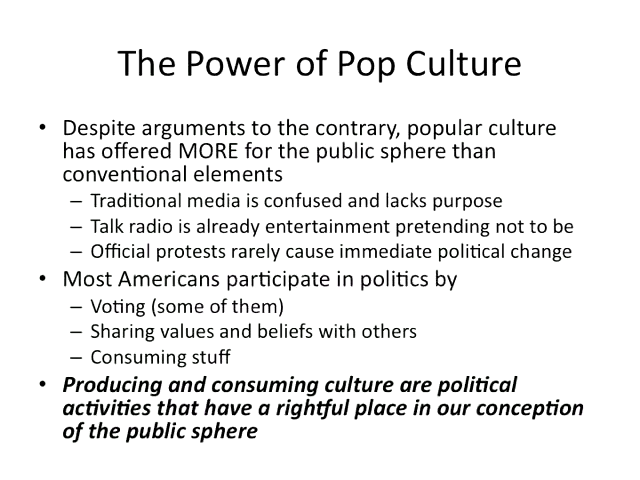 The Power of Pop Culture
• Despite arguments to the contrary, popular culture
has offered MORE for the public sphere than
conventional elements
– Traditional media is confused and lacks purpose
– Talk radio is already entertainment pretending not to be
– Official protests rarely cause immediate political change
• Most Americans participate in politics by
– Voting (some of them)
– Sharing values and beliefs with others
– Consuming stuff
• Producing and consuming culture are political
activities that have a rightful place in our conception
of the public sphere